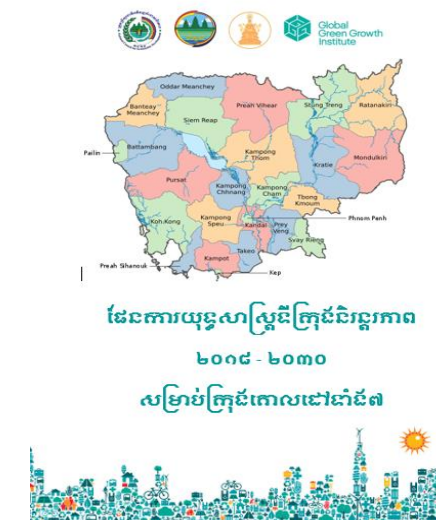 Global
Green Growth
Institute
Oddar Meanchey
Banteay
Meanchey
Preah Vihear
Stung Treng
Ratanakiri
Siem Reap
Battambang
Pailin
Kampong
Thom
Kratie
Mondulkiri
Pursat
Kampong
Chhnang
Kampong
Cham
Tbong
Kmoum
Koh Kong
Kampong
Speu
Kandal
Prey
Veng
Phnom Penh
Svay Rieng
Preah Sihanouk
Kampot
Takeo
Kep
ផែនការយុទ្ធសាស្ត្រទីក្រុងនិរន្តរភាព
២០១៨ - ២០៣០
សម្រាប់ក្រុងគោលដៅទាំង៧